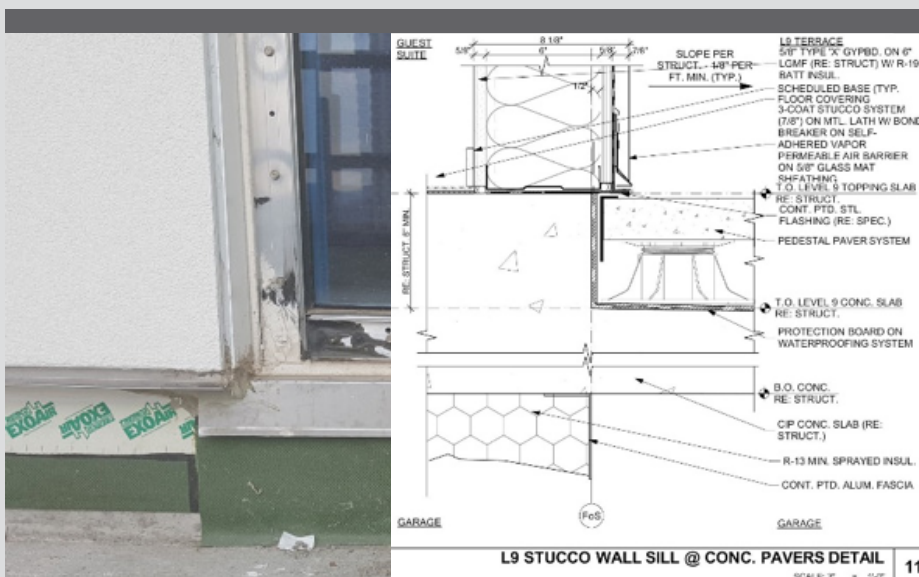 EXOAIR
EXOAIR
EXOAIR
GUEST
SUITE
8 1/8"
5/8"
6"
5/8"
7/8"
1/2"
SLOPE PER
STRUCT. - 1/8" PER
FT. MIN. (TYP.)
L9 TERRACE
5/8" TYPE 'X' GYPBD. ON 6"
LGMF (RE: STRUCT) W/ R-19
BATT INSUL.
SCHEDULED BASE (TYP.
FLOOR COVERING
3-COAT STUCCO SYSTEM
(7/8") ON MTL. LATH W/ BOND
BREAKER ON SELF-
ADHERED VAPOR
PERMEABLE AIR BARRIER
ON 5/8" GLASS MAT
SHEATHING
T.O. LEVEL 9 TOPPING SLAB
RE: STRUCT.
CONT. PTD. STL.
FLASHING (RE: SPEC.)
PEDESTAL PAVER SYSTEM
RE: STRUCT. 6" MIN.
T.O. LEVEL 9 CONC. SLAB
RE: STRUCT.
PROTECTION BOARD ON
WATERPROOFING SYSTEM
B.O. CONC.
RE: STRUCT.
CIP CONC. SLAB (RE:
STRUCT.)
R-13 MIN. SPRAYED INSUL.
CONT. PTD. ALUM. FASCIA
FoS
GARAGE
GARAGE
L9 STUCCO WALL SILL @ CONC. PAVERS DETAIL
11